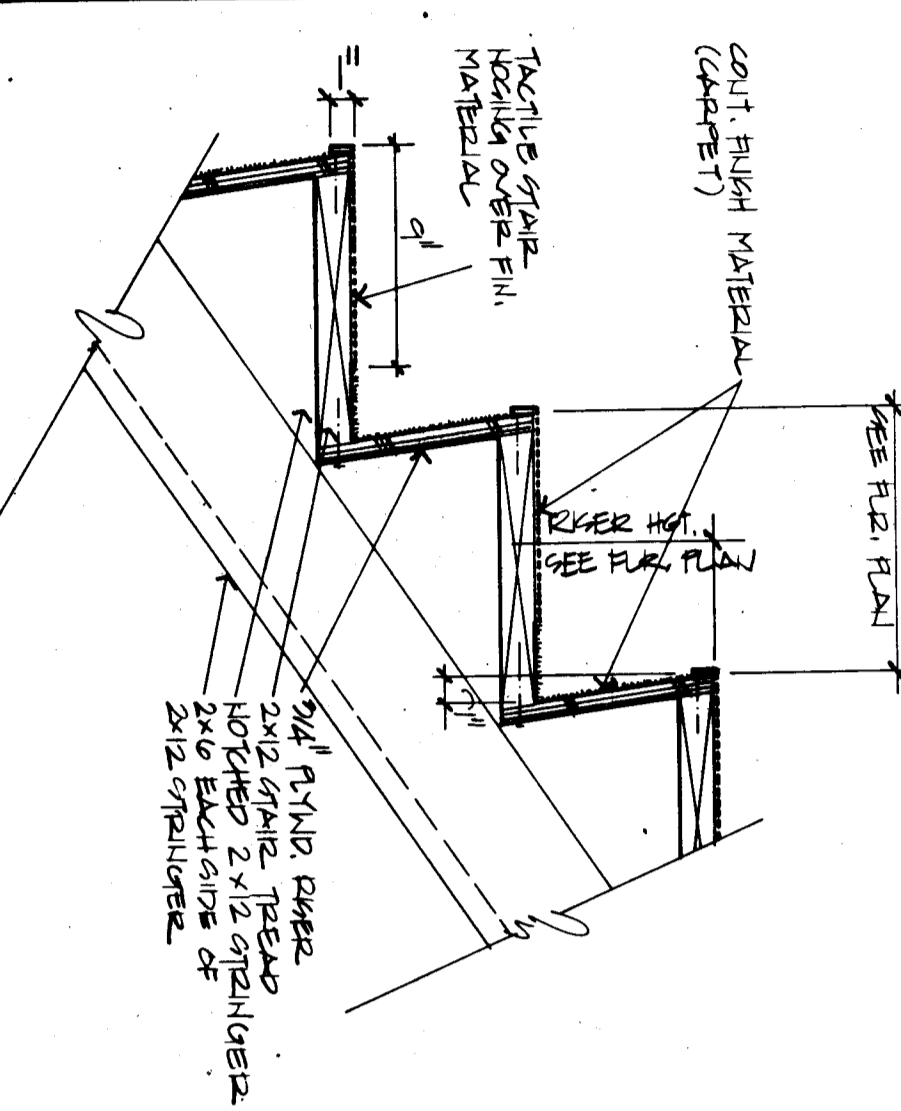 CONT. FINISH MATERIAL
(CARPET)
SEE FLR. PLAN
TACTILE STAIR
NOSING OVER FIN.
MATERIAL
1"
9"
RISER HGT.
SEE FLR. PLAN
1"
3/4" PLYWD. RISER
2x12 STAIR TREAD
NOTCHED 2x12 STRINGER
2x6 EACH SIDE OF
2x12 STRINGER